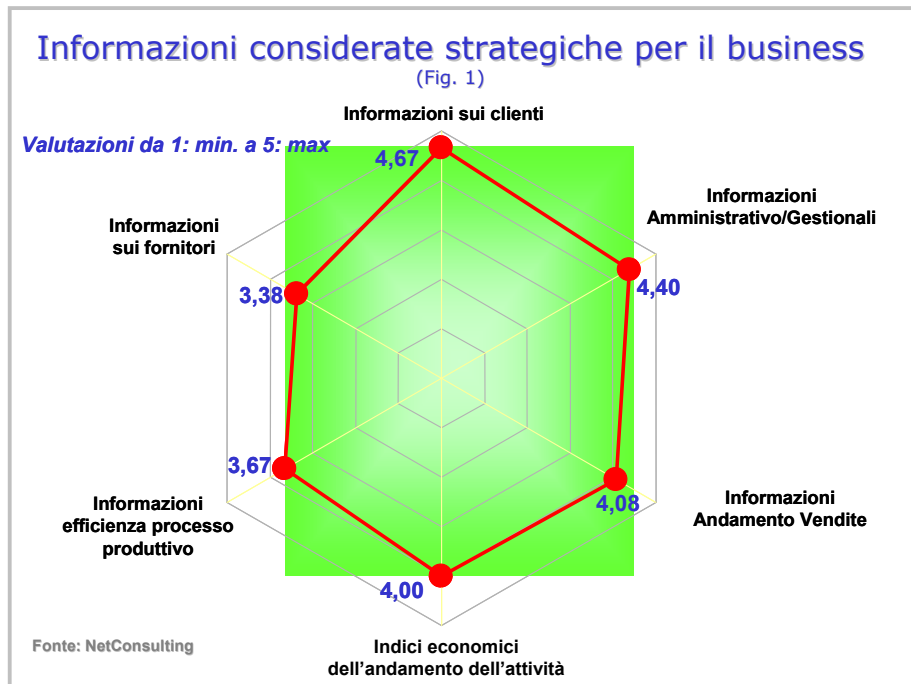 Informazioni considerate strategiche per il business
(Fig. 1)
Informazioni sui clienti
Valutazioni da 1: min. a 5: max
4,67
Informazioni
Amministrativo/Gestionali
Informazioni
sui fornitori
3,38
4,40
3,67
4,08
Informazioni
efficienza processo
produttivo
Informazioni
Andamento Vendite
4,00
Fonte: NetConsulting
Indici economici
dell’andamento dell’attività